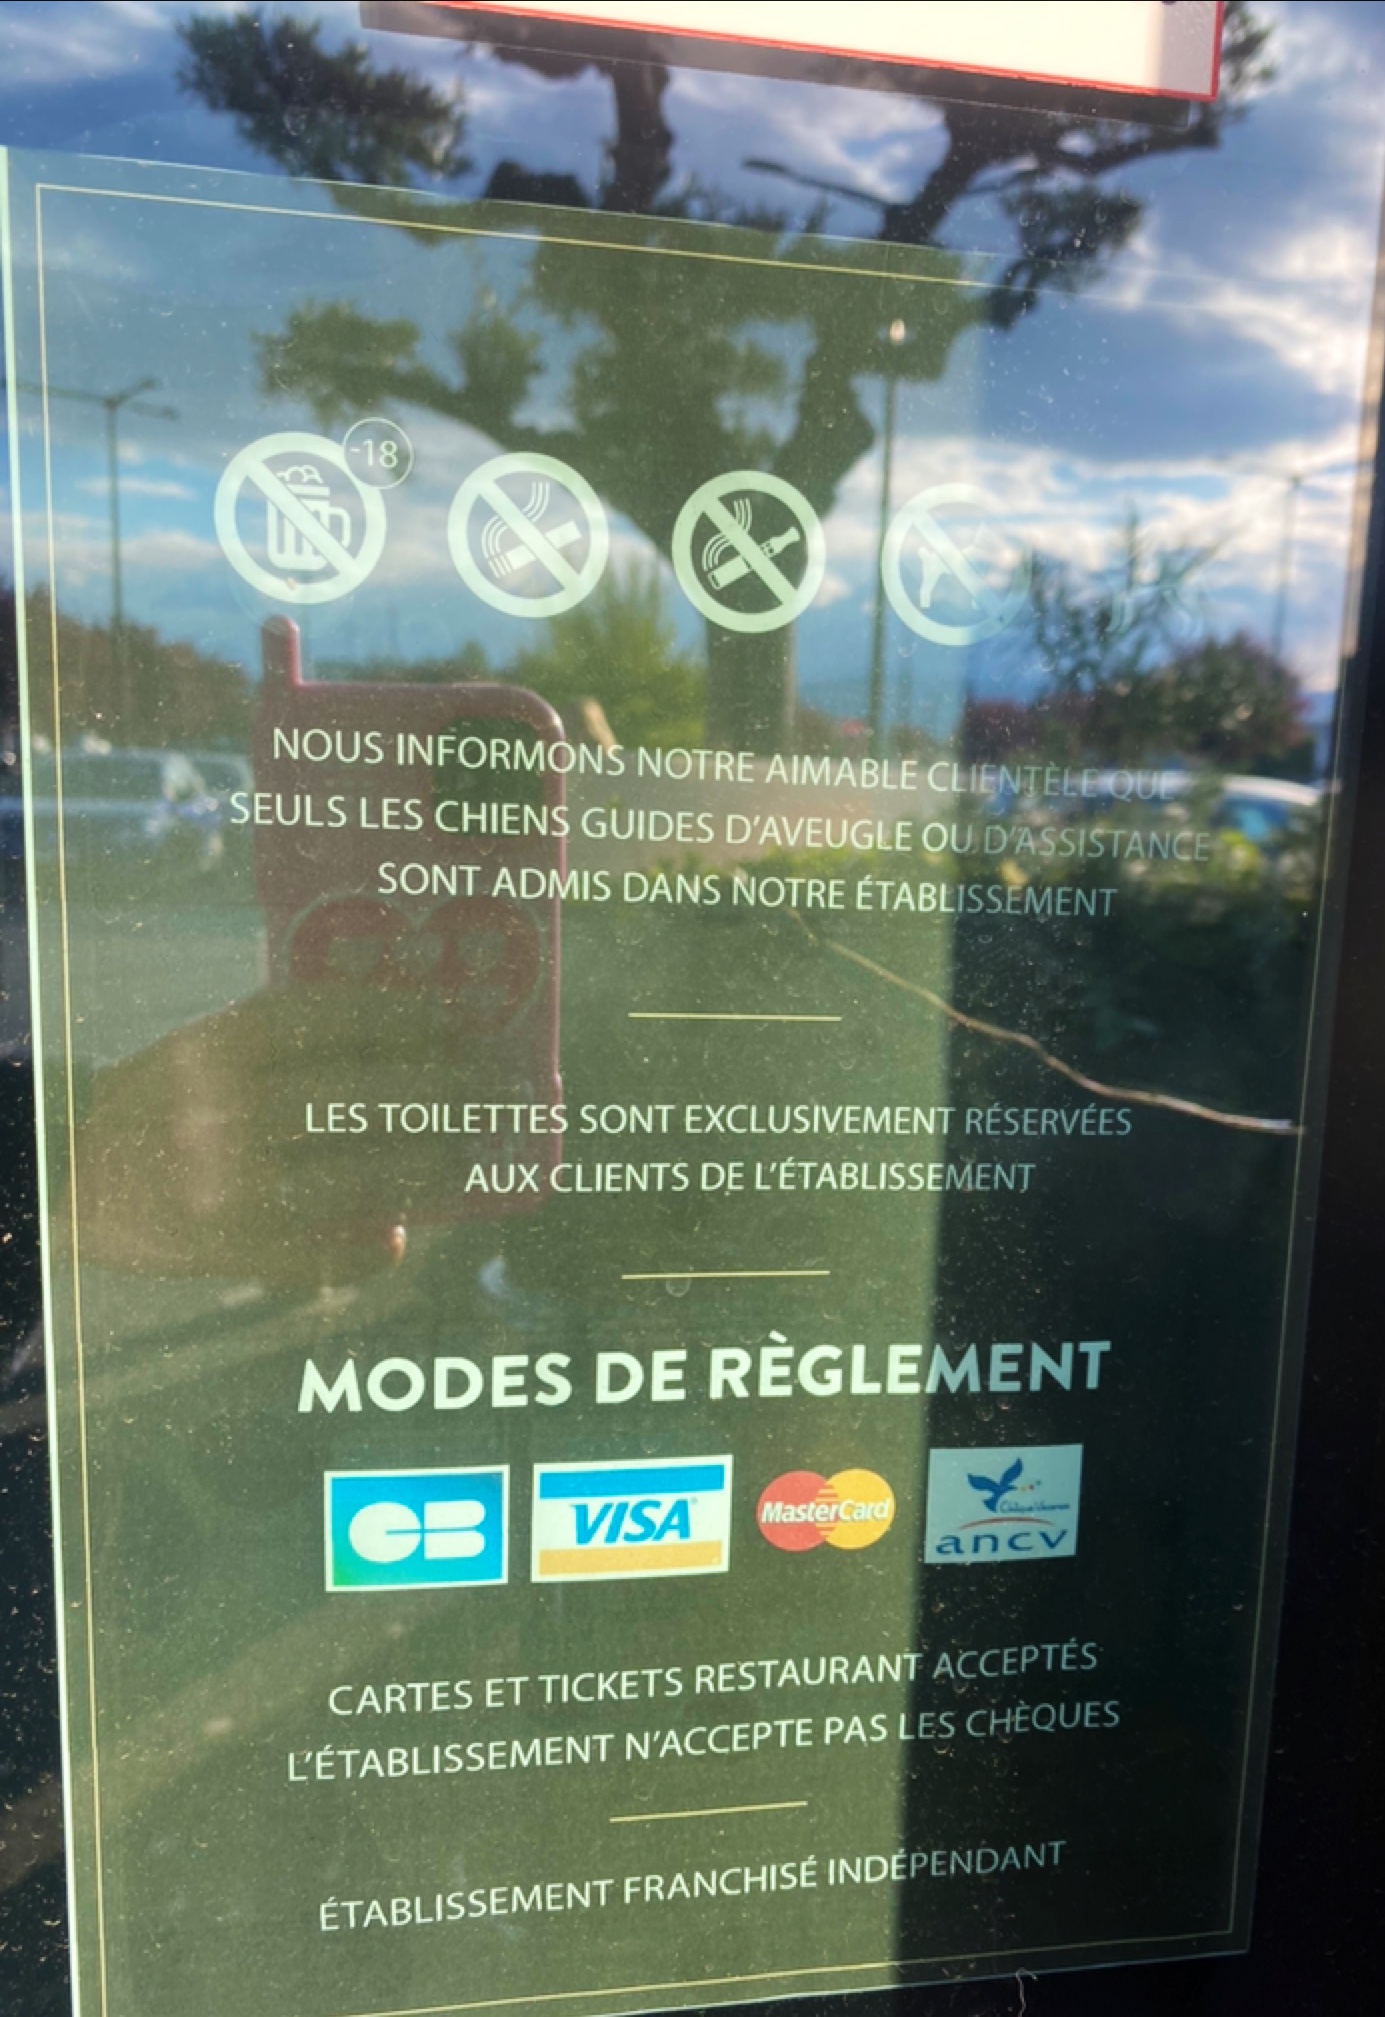 -18
NOUS INFORMONS NOTRE AIMABLE CLIENTÈLE QUE
SEULS LES CHIENS GUIDES D'AVEUGLE OU D'ASSISTANCE
SONT ADMIS DANS NOTRE ÉTABLISSEMENT
LES TOILETTES SONT EXCLUSIVEMENT RÉSERVÉES
AUX CLIENTS DE L'ÉTABLISSEMENT
MODES DE RÈGLEMENT
CB VISA MasterCard Chèque-Vacances
ancv
CARTES ET TICKETS RESTAURANT ACCEPTÉS
L'ÉTABLISSEMENT N'ACCEPTE PAS LES CHÈQUES
ÉTABLISSEMENT FRANCHISÉ INDÉPENDANT